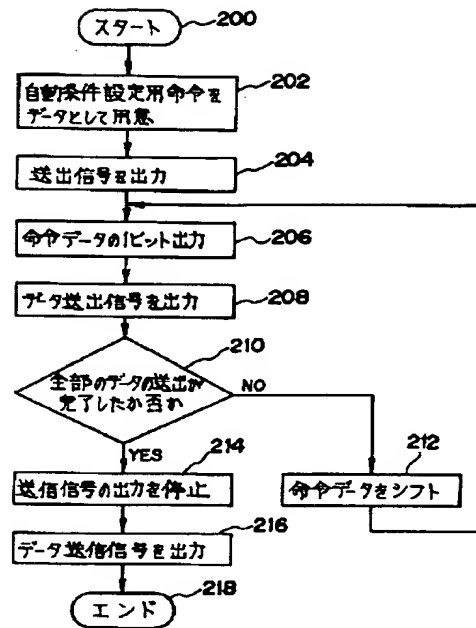 スタート
200
自動条件設定用命令を
データとして用意
202
送出信号を出力
204
命令データの1ビット出力
206
データ送出信号を出力
208
全部のデータの送出が
完了したか否か
210
NO
YES
命令データをシフト
212
送信信号の出力を停止
214
データ送信信号を出力
216
エンド
218